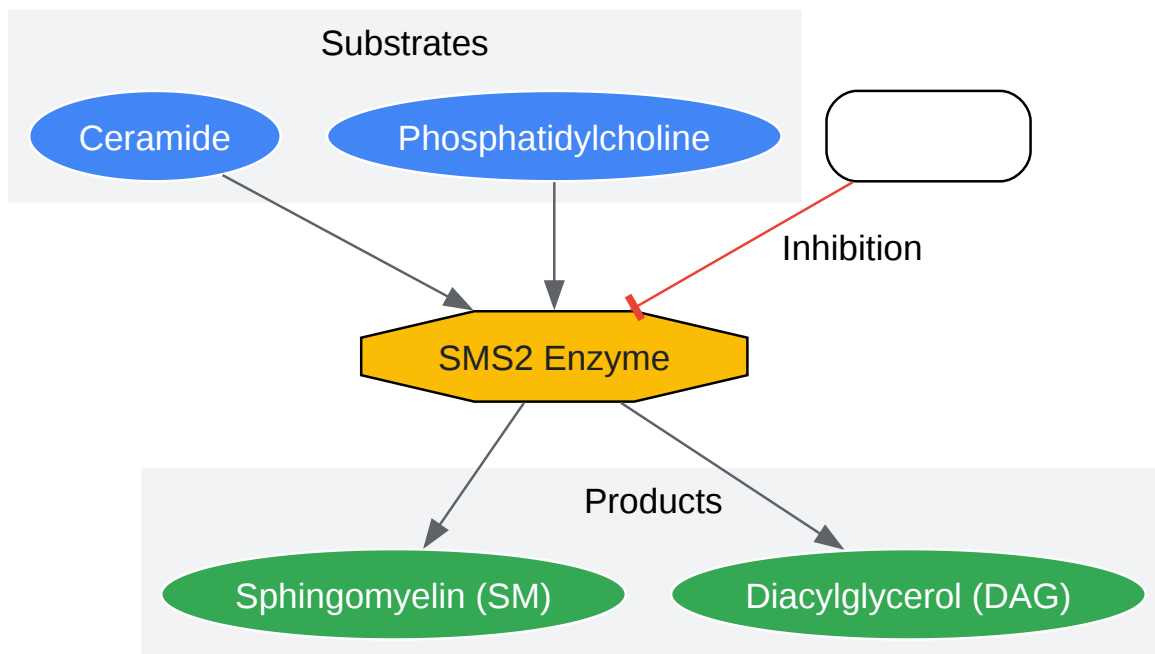 Substrates
Ceramide
Phosphatidylcholine
Inhibition
SMS2 Enzyme
Products
Sphingomyelin (SM)
Diacylglycerol (DAG)